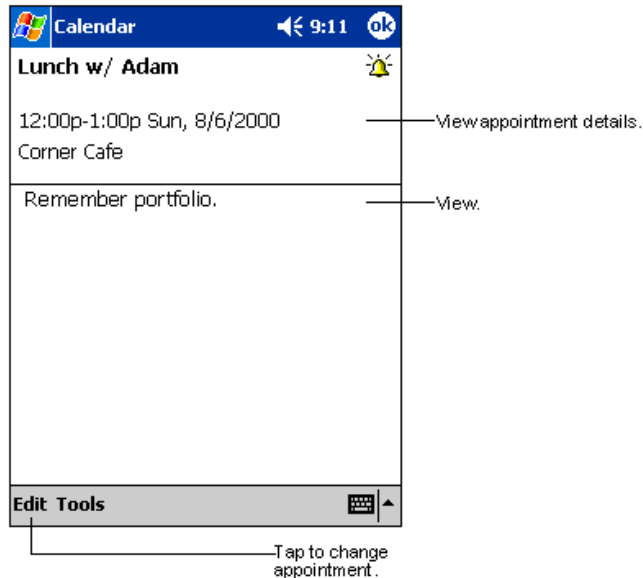 Calendar 9:11 ok
Lunch w/ Adam
12:00p-1:00p Sun, 8/6/2000
View appointment details.
Corner Cafe
Remember portfolio.
View.
Edit Tools
Tap to change
appointment.